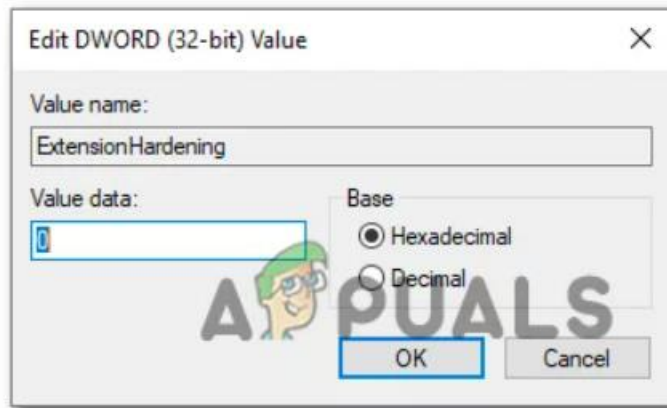 Edit DWORD (32-bit) Value
Value name:
ExtensionHardening
Value data:
0
Base
Hexadecimal
Decimal
APPUALS
OK
Cancel